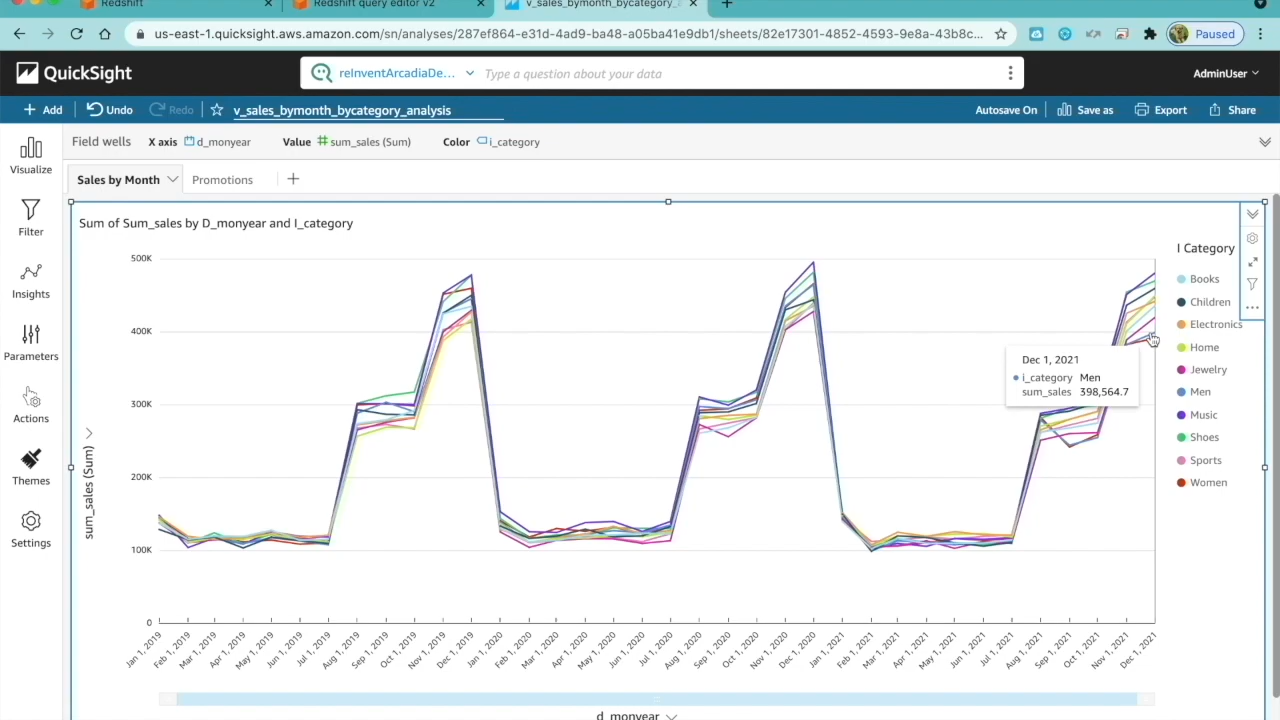 Redshift
Redshift query editor v2
v_sales_bymonth_bycategory_
us-east-1.quicksight.aws.amazon.com/sn/analyses/287ff864-e31d-4ad9-ba48-a05ba41e9db1/sheets/82e17301-4852-4593-9e8a-43b8c...
Paused
QuickSight
reInventArcadiaDe...
Type a question about your data
AdminUser
Add
Undo
Redo
v_sales_bymonth_bycategory_analysis
Autosave On
Save as
Export
Share
Field wells
X axis d_monyear
Value sum_sales (Sum)
Color i_category
Visualize
Filter
Insights
Parameters
Actions
Themes
Settings
Sales by Month
Promotions
Sum of Sum_sales by D_monyear and I_category
500K
400K
300K
200K
100K
0
sum_sales (Sum)
Dec 1, 2021
i_category Men
sum_sales 398,564.7
I Category
Books
Children
Electronics
Home
Jewelry
Men
Music
Shoes
Sports
Women
Jan 1, 2019
Feb 1, 2019
Mar 1, 2019
Apr 1, 2019
May 1, 2019
Jun 1, 2019
Jul 1, 2019
Aug 1, 2019
Sep 1, 2019
Oct 1, 2019
Nov 1, 2019
Dec 1, 2019
Jan 1, 2020
Feb 1, 2020
Mar 1, 2020
Apr 1, 2020
May 1, 2020
Jun 1, 2020
Jul 1, 2020
Aug 1, 2020
Sep 1, 2020
Oct 1, 2020
Nov 1, 2020
Dec 1, 2020
Jan 1, 2021
Feb 1, 2021
Mar 1, 2021
Apr 1, 2021
May 1, 2021
Jun 1, 2021
Jul 1, 2021
Aug 1, 2021
Sep 1, 2021
Oct 1, 2021
Nov 1, 2021
Dec 1, 2021
d_monyear